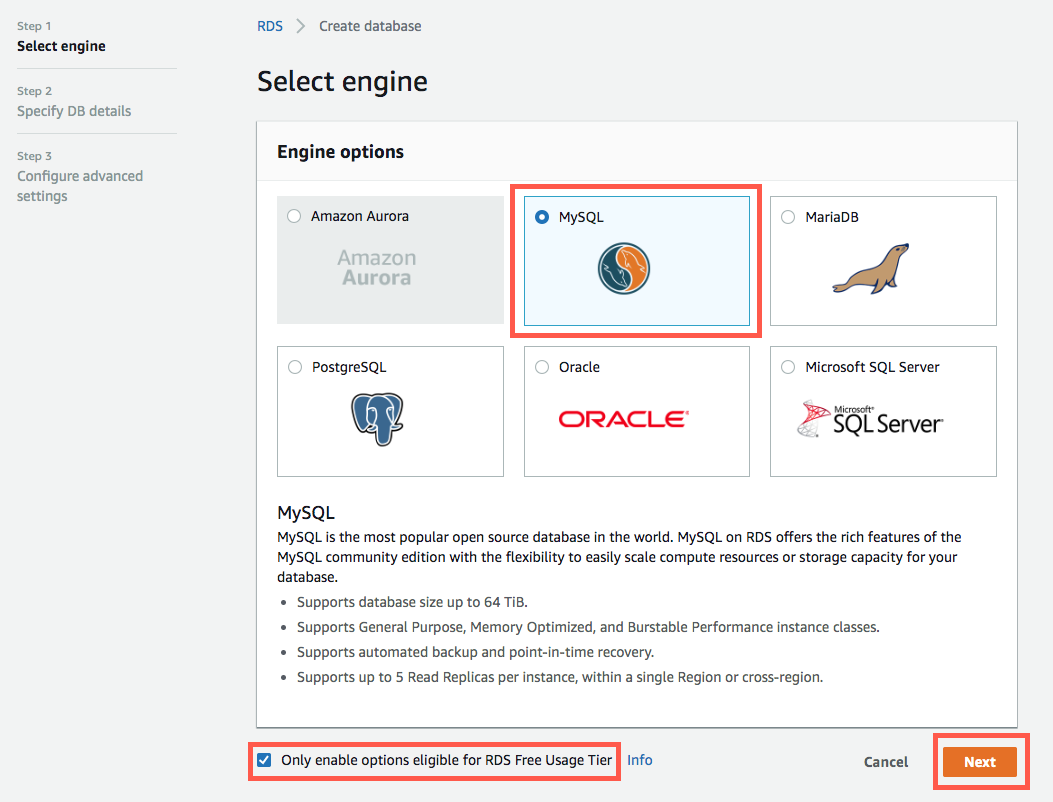 Step 1
Select engine
Step 2
Specify DB details
Step 3
Configure advanced
settings
RDS
Create database
Select engine
Engine options
Amazon Aurora
Amazon
Aurora
MySQL
MariaDB
PostgreSQL
Oracle
ORACLE
Microsoft SQL Server
Microsoft®
SQL Server
MySQL
MySQL is the most popular open source database in the world. MySQL on RDS offers the rich features of the
MySQL community edition with the flexibility to easily scale compute resources or storage capacity for your
database.
• Supports database size up to 64 TiB.
• Supports General Purpose, Memory Optimized, and Burstable Performance instance classes.
• Supports automated backup and point-in-time recovery.
• Supports up to 5 Read Replicas per instance, within a single Region or cross-region.
Only enable options eligible for RDS Free Usage Tier
Info
Cancel
Next